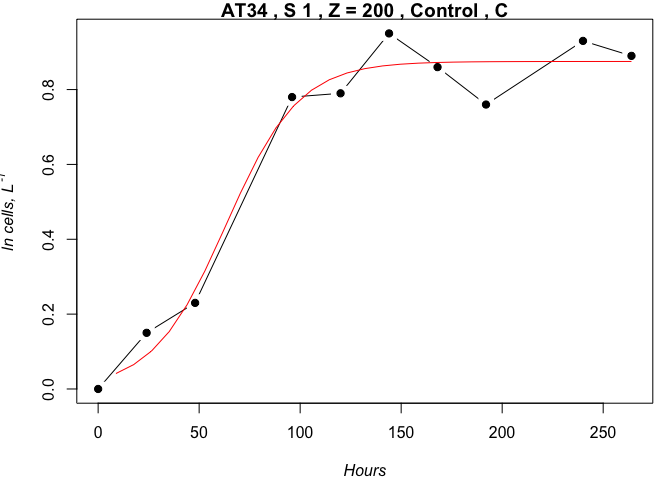 AT34 , S 1 , Z = 200 , Control , C
ln cells, L⁻¹
0.8
0.6
0.4
0.2
0.0
0 50 100 150 200 250
Hours